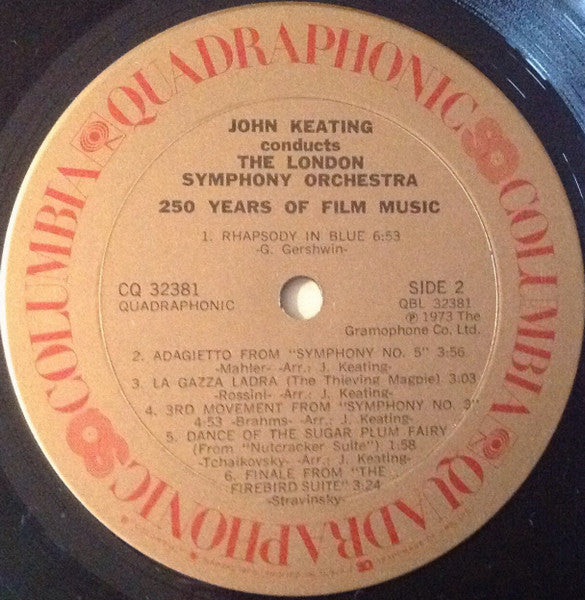 COLUMBIA QUADRAPHONIC
COLUMBIA QUADRAPHONIC
JOHN KEATING
conducts
THE LONDON
SYMPHONY ORCHESTRA
250 YEARS OF FILM MUSIC
1. RHAPSODY IN BLUE 6:53
-G. Gershwin-
CQ 32381
QUADRAPHONIC
SIDE 2
QBL 32381
℗ 1973 The
Gramophone Co. Ltd.
2. ADAGIETTO FROM "SYMPHONY NO. 5" 3:56
-Mahler- -Arr.: J. Keating-
3. LA GAZZA LADRA (The Thieving Magpie) 3:03
-Rossini- -Arr.: J. Keating-
4. 3RD MOVEMENT FROM "SYMPHONY NO. 3"
4:53 -Brahms- -Arr.: J. Keating-
5. DANCE OF THE SUGAR PLUM FAIRY
(From "Nutcracker Suite") 1:58
-Tchaikovsky- -Arr.: J. Keating-
6. FINALE FROM "THE
FIREBIRD SUITE" 3:24
-Stravinsky-